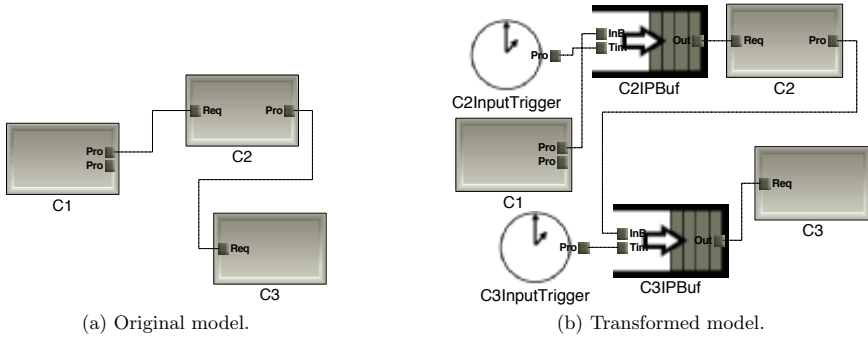 Pro
Pro
C1
Req
Pro
C2
Req
C3
(a) Original model.
Pro
C2InputTrigger
InB
Tim
Out
C2IPBuf
Req
Pro
C2
Pro
Pro
C1
Pro
C3InputTrigger
InB
Tim
Out
C3IPBuf
Req
C3
(b) Transformed model.